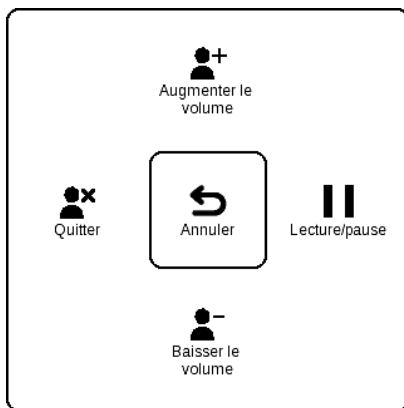 Augmenter le
volume
Quitter
Annuler
Lecture/pause
Baisser le
volume